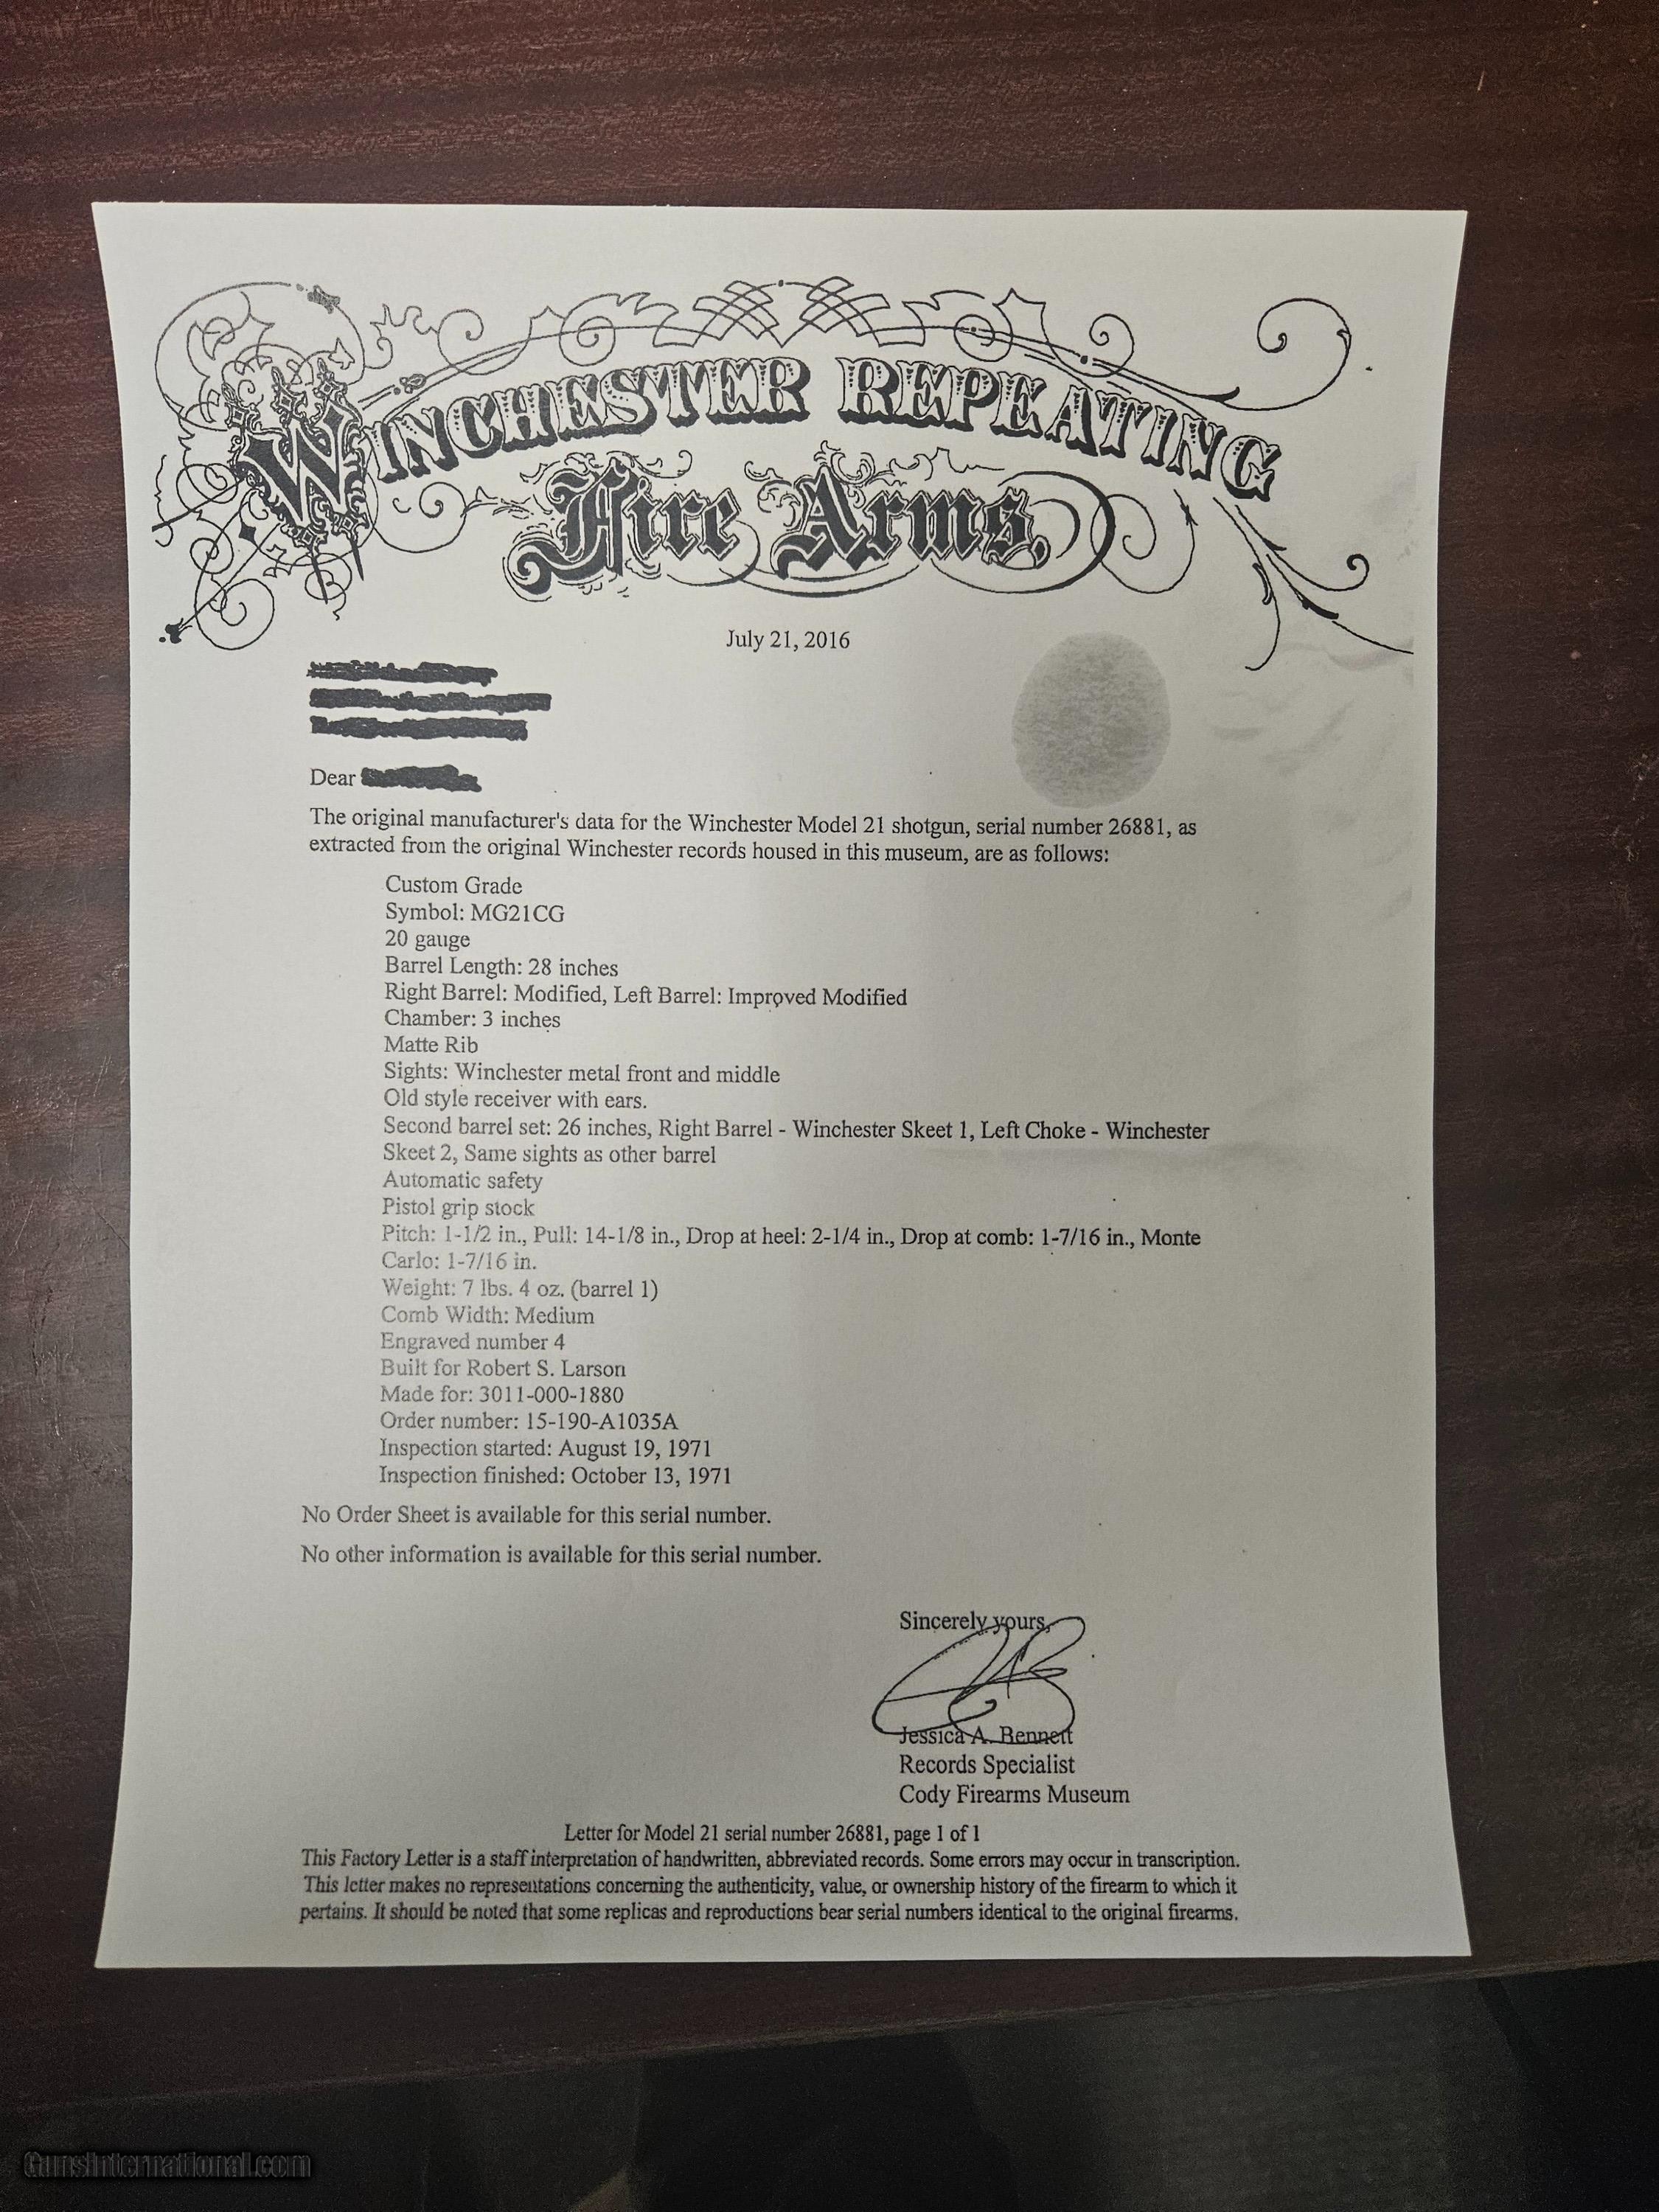 WINCHESTER REPEATING
Fire Arms,
July 21, 2016
Dear
The original manufacturer's data for the Winchester Model 21 shotgun, serial number 26881, as
extracted from the original Winchester records housed in this museum, are as follows:
Custom Grade
Symbol: MG21CG
20 gauge
Barrel Length: 28 inches
Right Barrel: Modified, Left Barrel: Improved Modified
Chamber: 3 inches
Matte Rib
Sights: Winchester metal front and middle
Old style receiver with ears.
Second barrel set: 26 inches, Right Barrel - Winchester Skeet 1, Left Choke - Winchester
Skeet 2, Same sights as other barrel
Automatic safety
Pistol grip stock
Pitch: 1-1/2 in., Pull: 14-1/8 in., Drop at heel: 2-1/4 in., Drop at comb: 1-7/16 in., Monte
Carlo: 1-7/16 in.
Weight: 7 lbs. 4 oz. (barrel 1)
Comb Width: Medium
Engraved number 4
Built for Robert S. Larson
Made for: 3011-000-1880
Order number: 15-190-A1035A
Inspection started: August 19, 1971
Inspection finished: October 13, 1971
No Order Sheet is available for this serial number.
No other information is available for this serial number.
Sincerely yours,
Jessica A. Bennett
Records Specialist
Cody Firearms Museum
Letter for Model 21 serial number 26881, page 1 of 1
This Factory Letter is a staff interpretation of handwritten, abbreviated records. Some errors may occur in transcription.
This letter makes no representations concerning the authenticity, value, or ownership history of the firearm to which it
pertains. It should be noted that some replicas and reproductions bear serial numbers identical to the original firearms.
GunsInternational.com